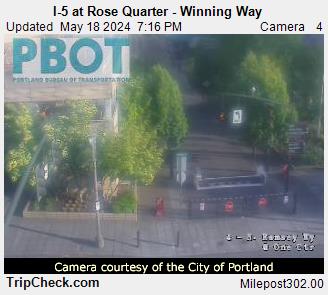 I-5 at Rose Quarter - Winning Way
Updated May 18 2024 7:16 PM Camera 4
PBOT
PORTLAND BUREAU OF TRANSPORTATION
Camera courtesy of the City of Portland
TripCheck.com Milepost302.00